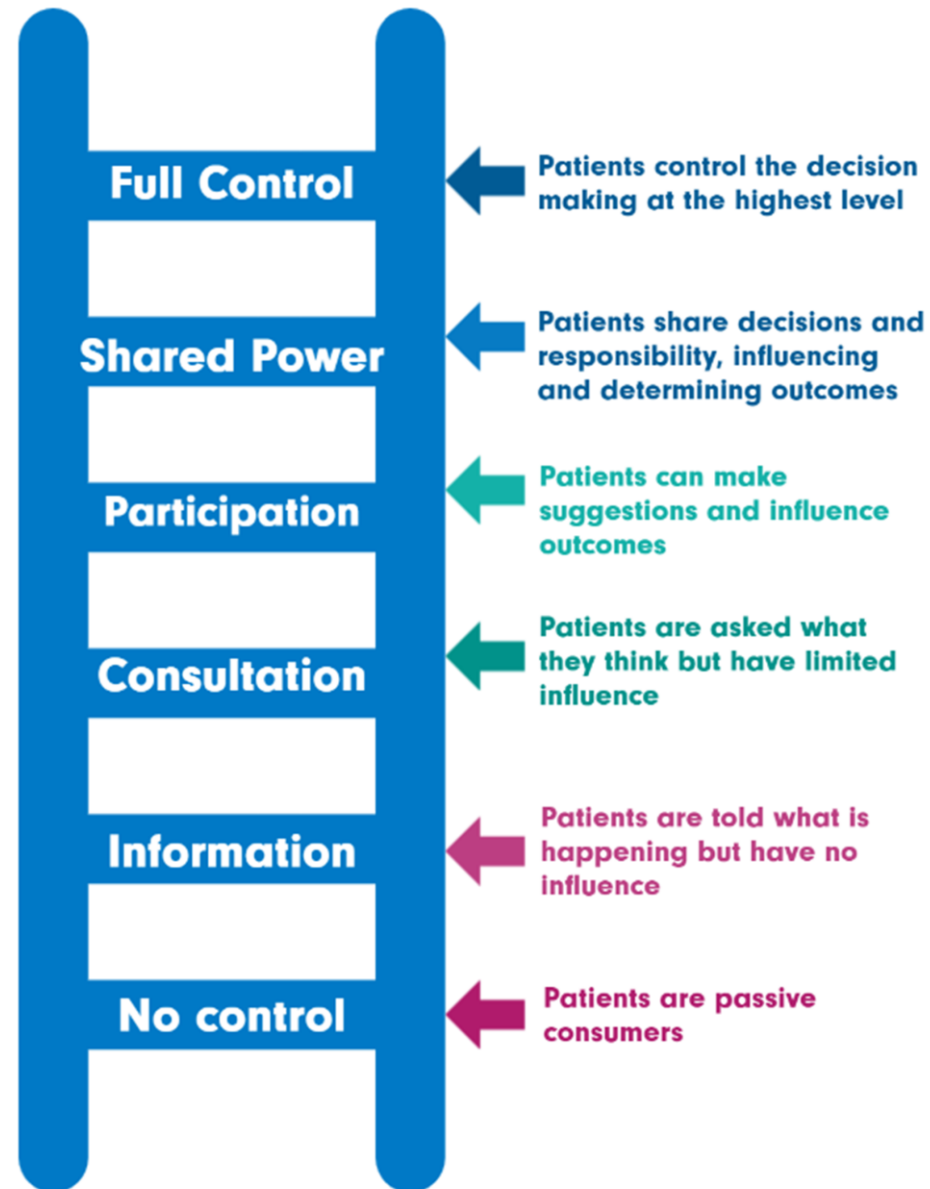 Full Control
Patients control the decision
making at the highest level
Shared Power
Patients share decisions and
responsibility, influencing
and determining outcomes
Participation
Patients can make
suggestions and influence
outcomes
Consultation
Patients are asked what
they think but have limited
influence
Information
Patients are told what is
happening but have no
influence
No control
Patients are passive
consumers